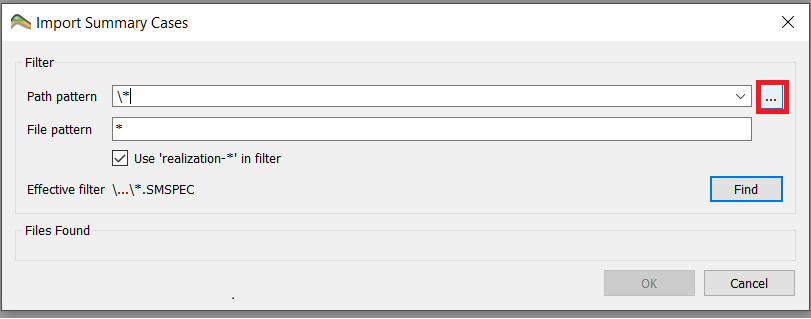 Import Summary Cases
Filter
Path pattern \* ...
File pattern *
Use 'realization-*' in filter
Effective filter \...\*.SMSPEC Find
Files Found
OK Cancel
.